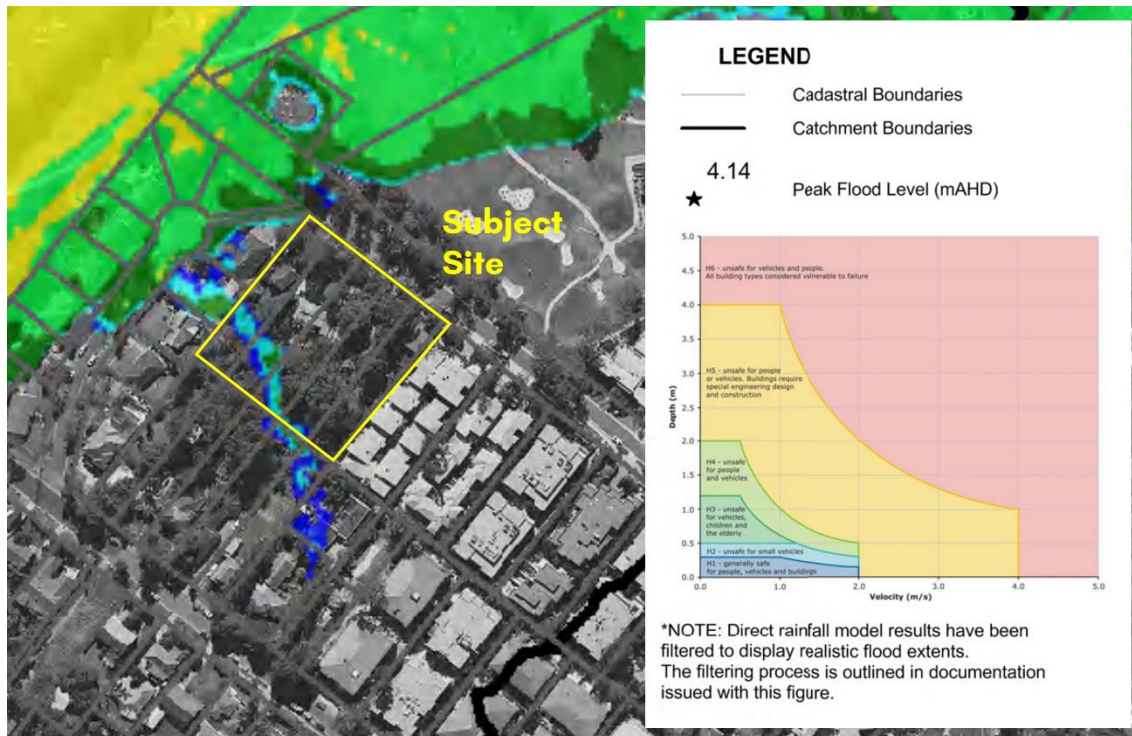 Subject
Site
LEGEND
Cadastral Boundaries
Catchment Boundaries
4.14
Peak Flood Level (mAHD)
5.0
4.5
4.0
3.5
3.0
2.5
2.0
1.5
1.0
0.5
0.0
Depth (m)
H6 - unsafe for vehicles and people.
All building types considered vulnerable to failure
H5 - unsafe for people
or vehicles. Buildings require
special engineering design
and construction
H4 - unsafe
for people
and vehicles
H3 - unsafe
for vehicles,
children and
the elderly
H2 - unsafe for small vehicles
H1 - generally safe
for people, vehicles and buildings
0.0 1.0 2.0 3.0 4.0 5.0
Velocity (m/s)
*NOTE: Direct rainfall model results have been
filtered to display realistic flood extents.
The filtering process is outlined in documentation
issued with this figure.